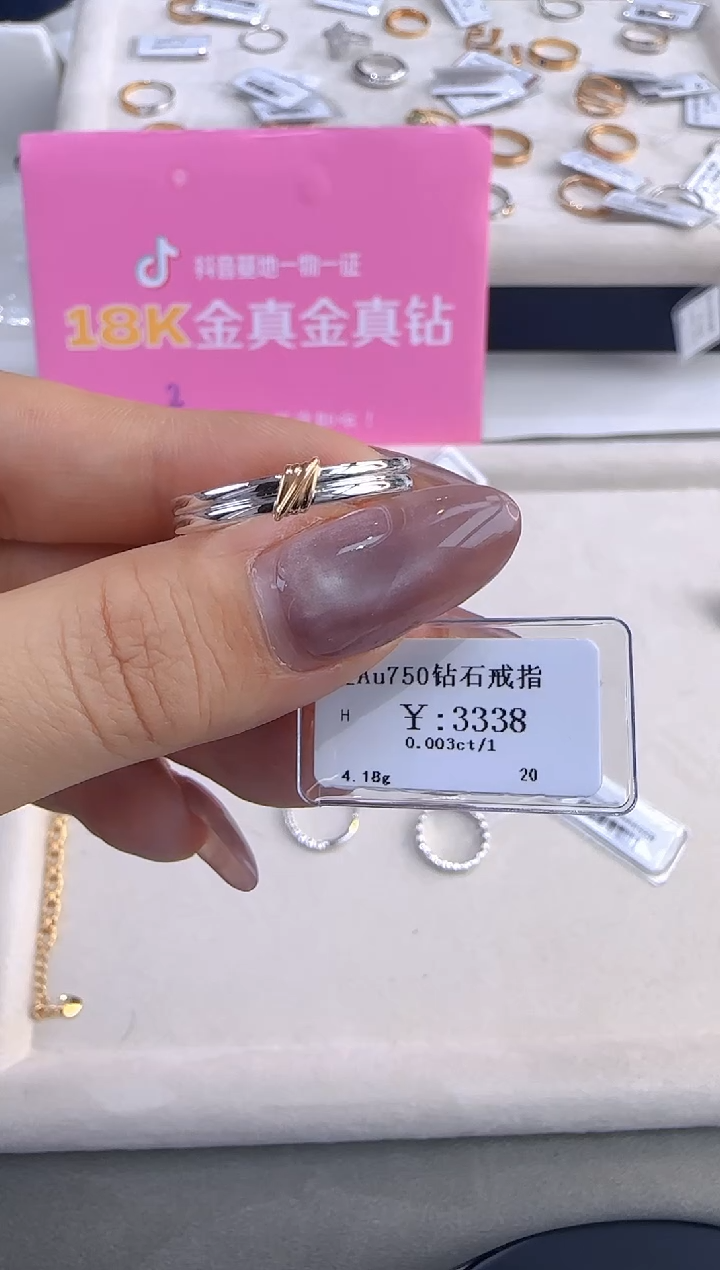 抖音基地一物一证
18K金真金真钻
2
Au750钻石戒指
H
¥:3338
0.003ct/1
4.18g
20